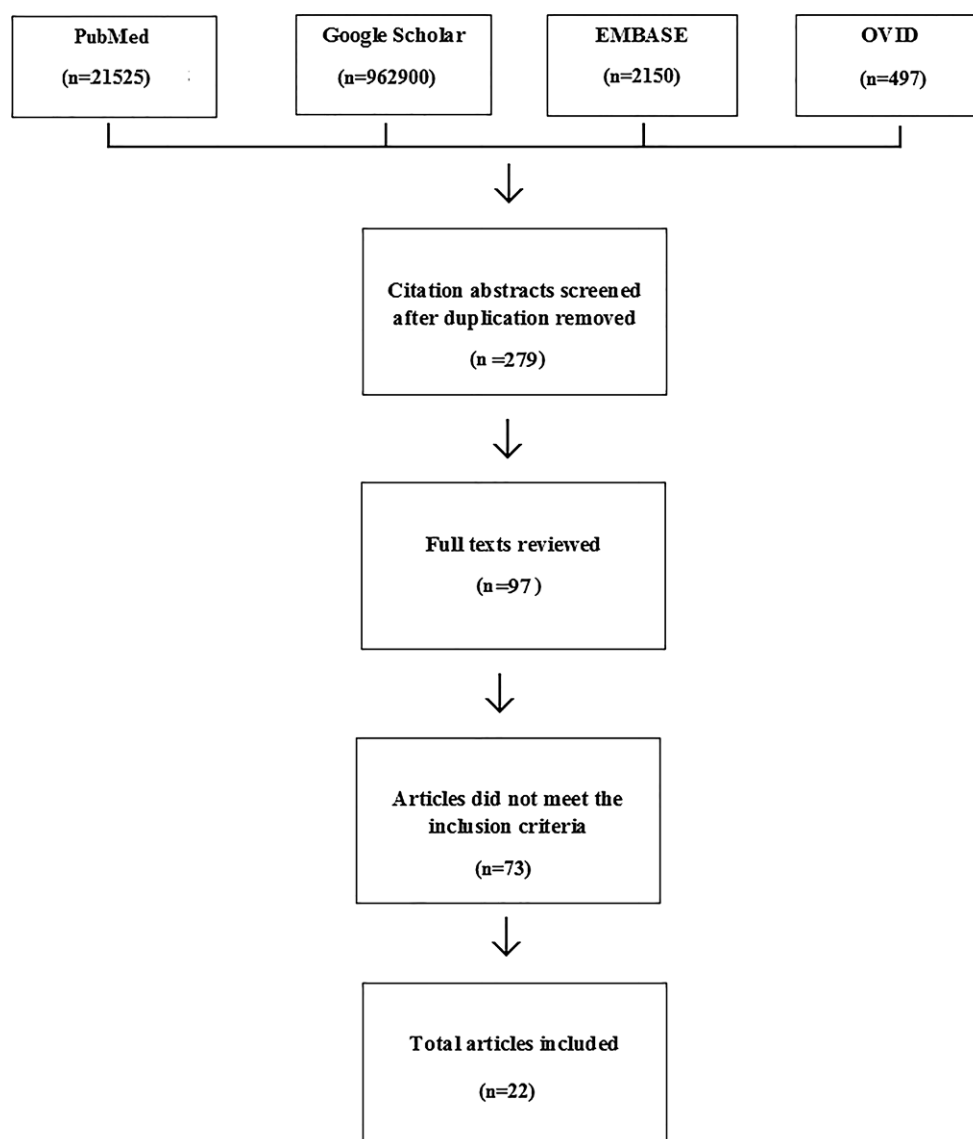 PubMed
(n=21525)
Google Scholar
(n=962900)
EMBASE
(n=2150)
OVID
(n=497)
Citation abstracts screened
after duplication removed
(n =279)
Full texts reviewed
(n=97 )
Articles did not meet the
inclusion criteria
(n=73)
Total articles included
(n=22)